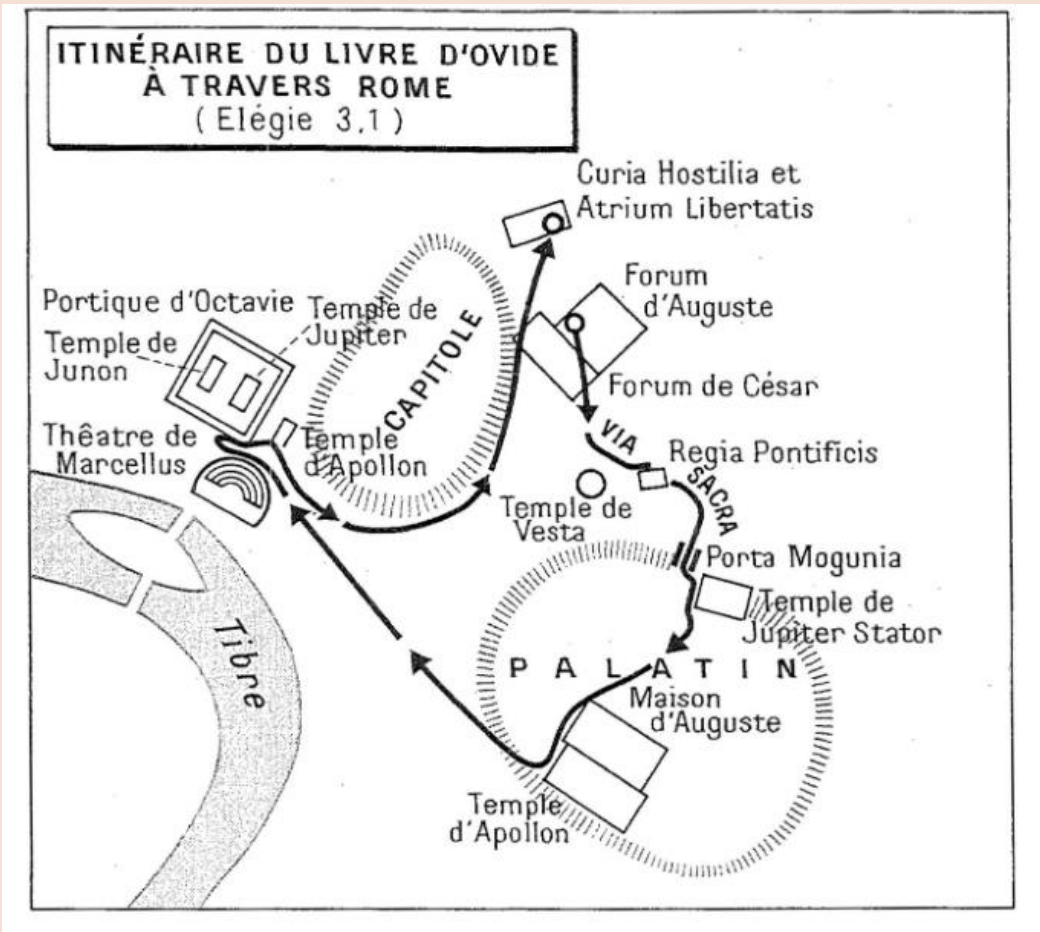 ITINÉRAIRE DU LIVRE D'OVIDE
À TRAVERS ROME
(Elégie 3,1)
Curia Hostilia et
Atrium Libertatis
Forum
d'Auguste
Portique d'Octavie
Temple de
Jupiter
Temple de
Junon
CAPITOLE
Forum de César
Théatre de
Marcellus
Temple
d'Apollon
VIA
SACRA
Regia Pontificis
Temple de
Vesta
Porta Mogunia
Temple de
Jupiter Stator
Tibre
PALATIN
Maison
d'Auguste
Temple
d'Apollon